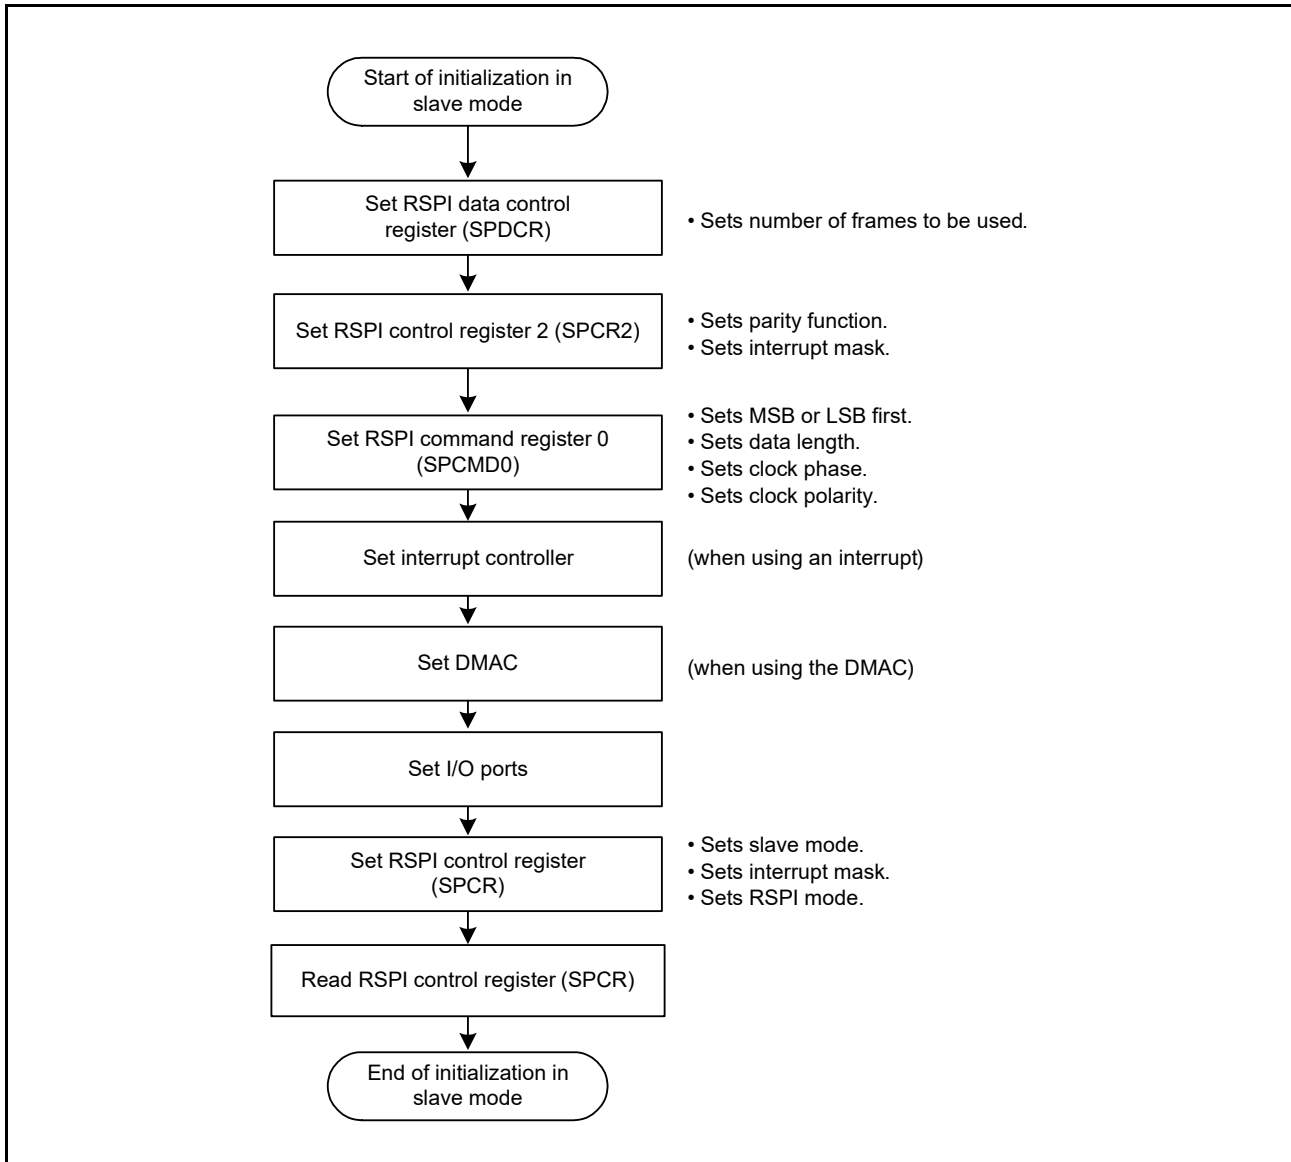 Start of initialization in
slave mode
Set RSPI data control
register (SPDCR)
• Sets number of frames to be used.
Set RSPI control register 2 (SPCR2)
• Sets parity function.
• Sets interrupt mask.
Set RSPI command register 0
(SPCMD0)
• Sets MSB or LSB first.
• Sets data length.
• Sets clock phase.
• Sets clock polarity.
Set interrupt controller
(when using an interrupt)
Set DMAC
(when using the DMAC)
Set I/O ports
Set RSPI control register
(SPCR)
• Sets slave mode.
• Sets interrupt mask.
• Sets RSPI mode.
Read RSPI control register (SPCR)
End of initialization in
slave mode